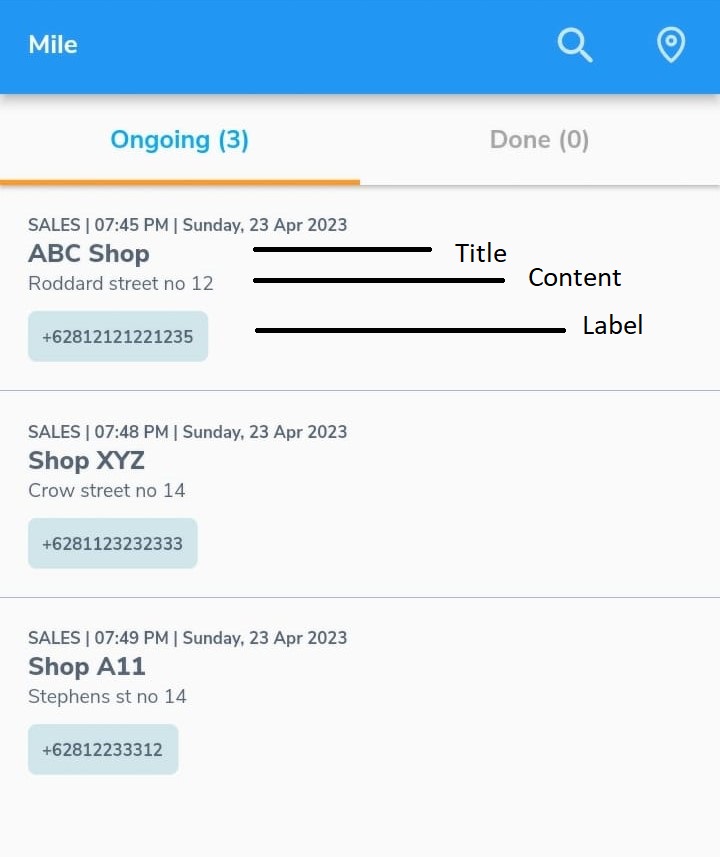 Mile
Ongoing (3)
Done (0)
SALES | 07:45 PM | Sunday, 23 Apr 2023
ABC Shop
Title
Roddard street no 12
Content
+62812121221235
Label
SALES | 07:48 PM | Sunday, 23 Apr 2023
Shop XYZ
Crow street no 14
+6281123232333
SALES | 07:49 PM | Sunday, 23 Apr 2023
Shop A11
Stephens st no 14
+62812233312